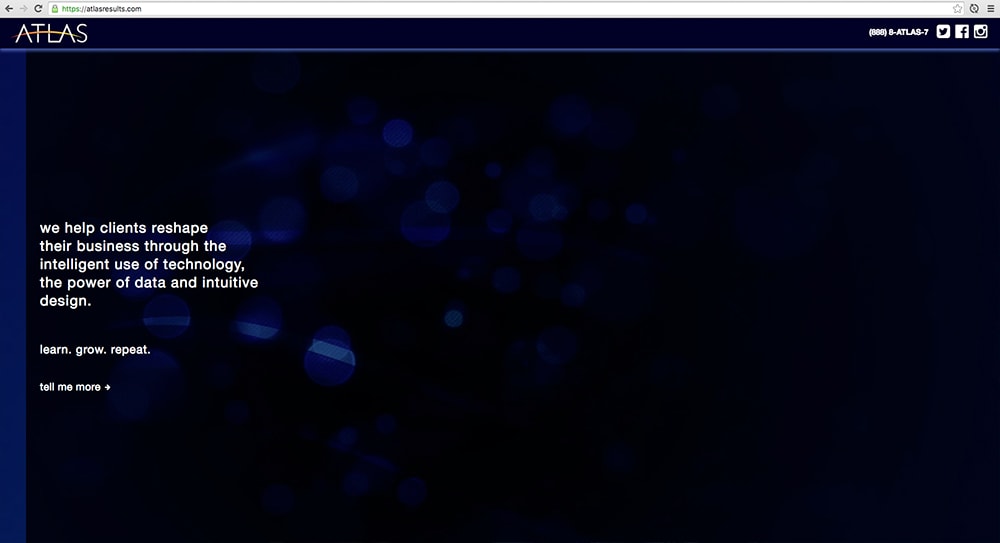 https://atlasresults.com
ATLAS
(888) 8-ATLAS-7
we help clients reshape
their business through the
intelligent use of technology,
the power of data and intuitive
design.
learn. grow. repeat.
tell me more →